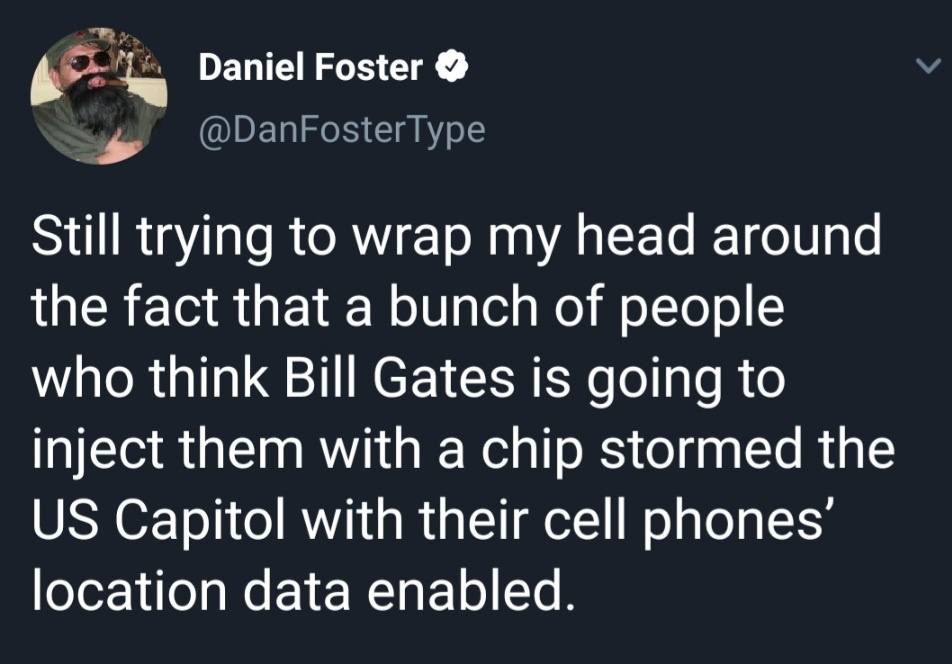 Daniel Foster
@DanFosterType
Still trying to wrap my head around
the fact that a bunch of people
who think Bill Gates is going to
inject them with a chip stormed the
US Capitol with their cell phones’
location data enabled.